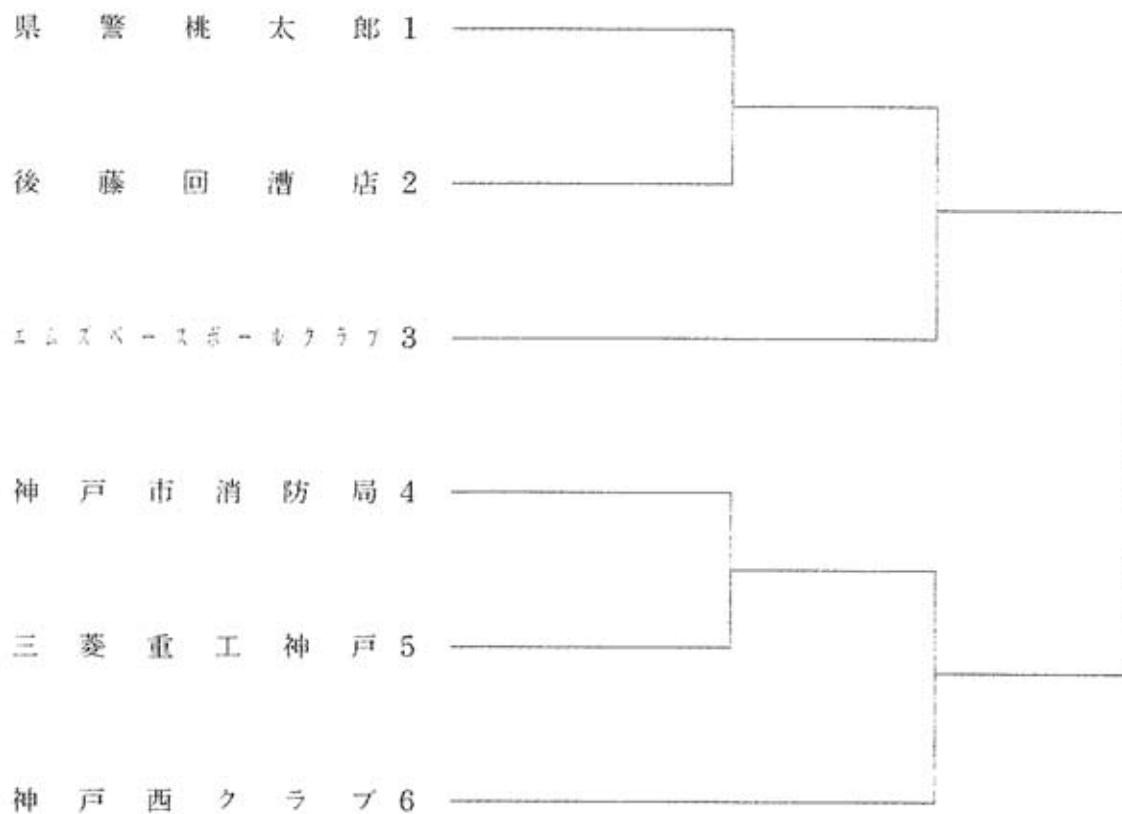 県警桃太郎 1
後藤回漕店 2
エムズベースボールクラブ 3
神戸市消防局 4
三菱重工神戸 5
神戸西クラブ 6